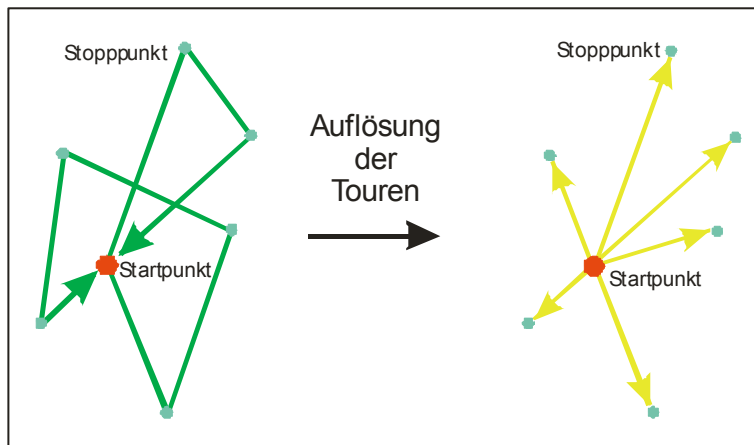 Stopppunkt
Startpunkt
Auflösung
der
Touren
Stopppunkt
Startpunkt